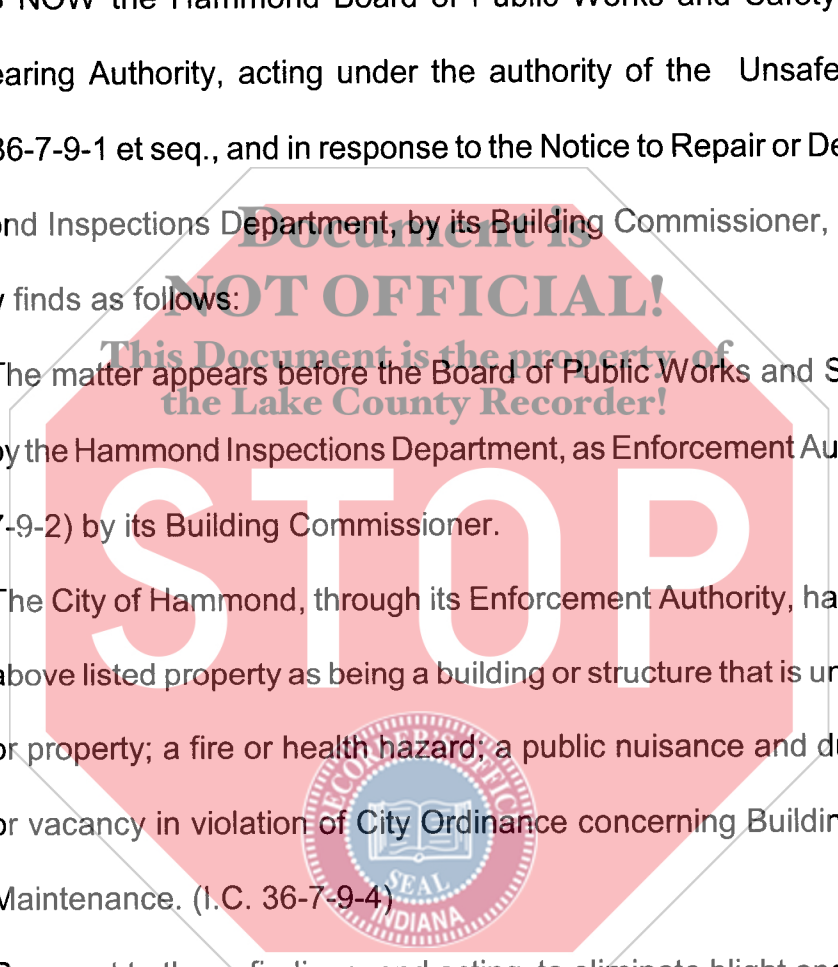 NOW the Hammond Board of Public Works and Safety
earing Authority, acting under the authority of the Unsafe
36-7-9-1 et seq., and in response to the Notice to Repair or De
ond Inspections Department, by its Building Commissioner,
Document is
y finds as follows:
NOT OFFICIAL!
This Document is the property of
The matter appears before the Board of Public Works and S
the Lake County Recorder!
by the Hammond Inspections Department, as Enforcement Au
7-9-2) by its Building Commissioner.
STOP
The City of Hammond, through its Enforcement Authority, ha
above listed property as being a building or structure that is un
or property; a fire or health hazard; a public nuisance and d
or vacancy in violation of City Ordinance concerning Buildin
RECORDER'S OFFICE
SEAL
INDIANA
Maintenance. (I.C. 36-7-9-4)